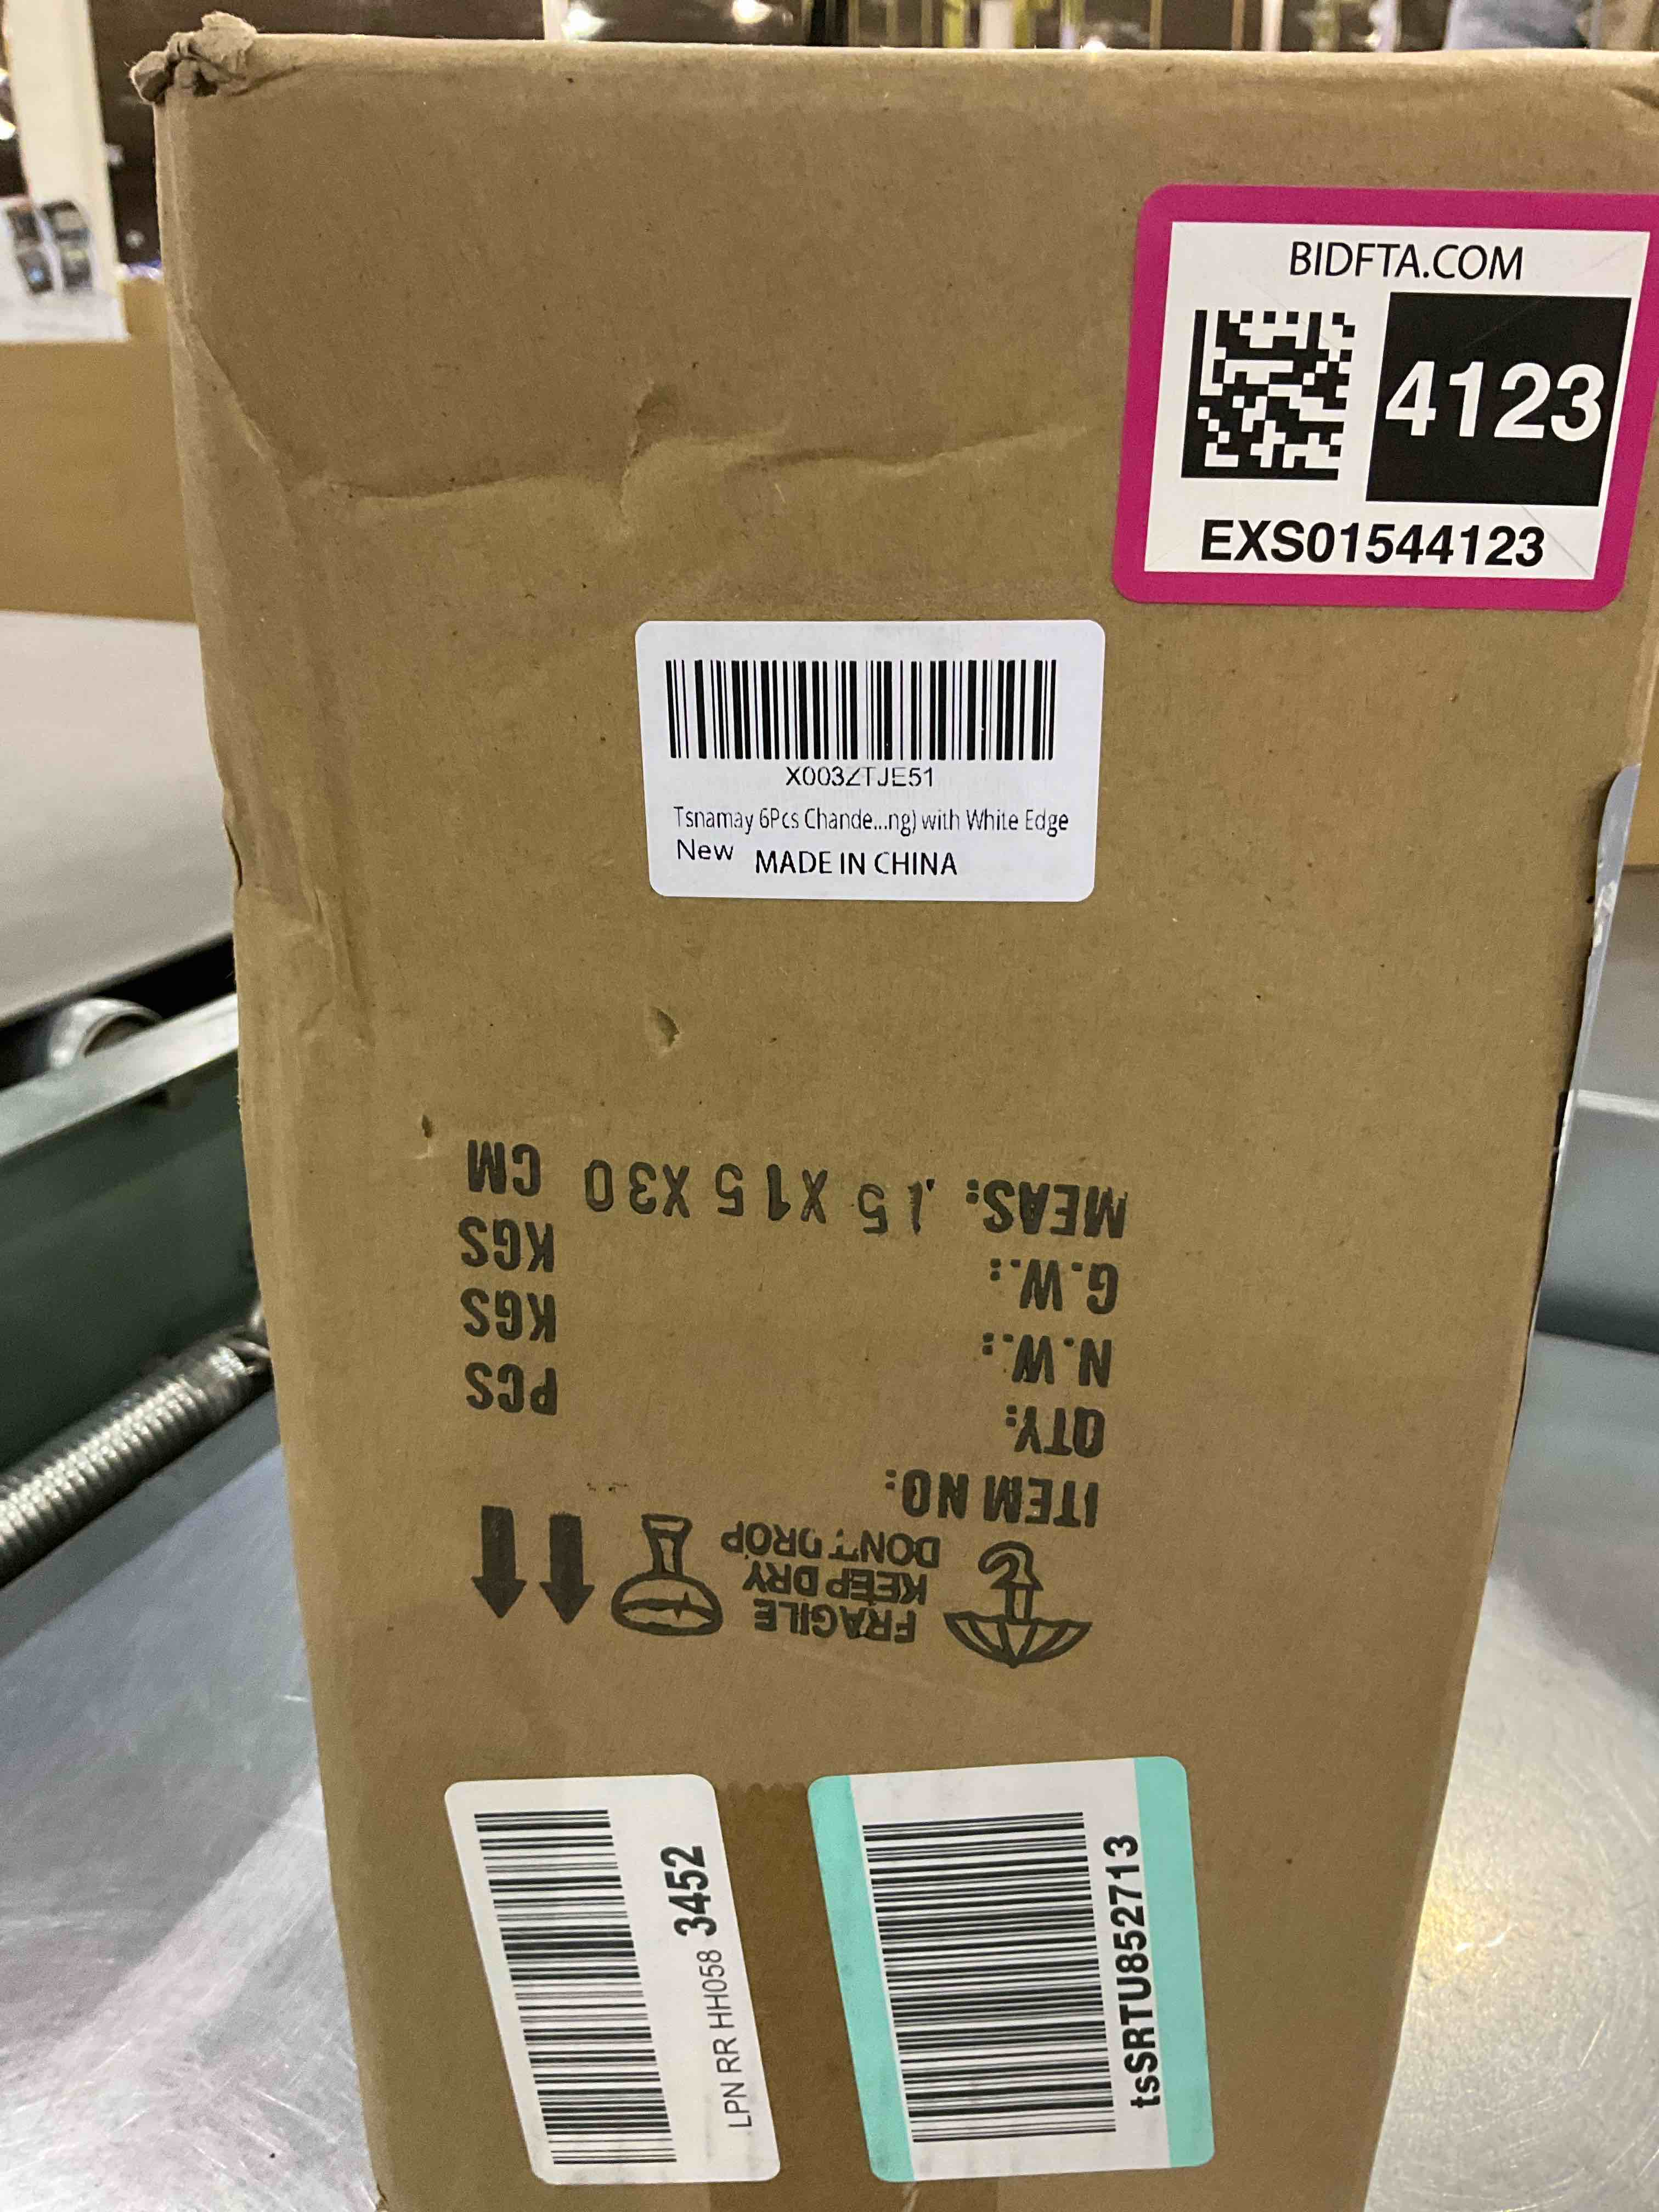 BIDFTA.COM
4123
EXS01544123
X003ZTJE51
Tsnamay 6Pcs Chande...ng) with White Edge
New MADE IN CHINA
FRAGILE
KEEP DRY
DON'T DROP
ITEM NO:
QTY: PCS
N.W.: KGS
G.W.: KGS
MEAS: 15 X15 X30 CM
LPN RR HH058 3452
tsSRTU852713